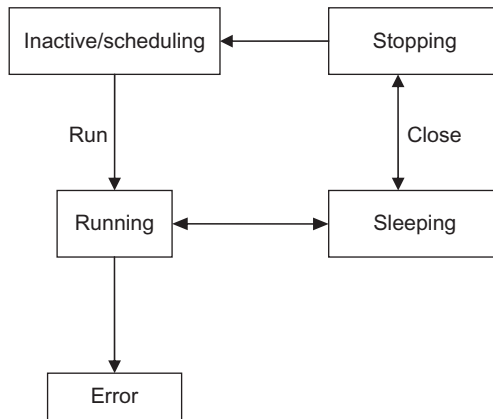 Inactive/scheduling
Stopping
Run
Close
Running
Sleeping
Error